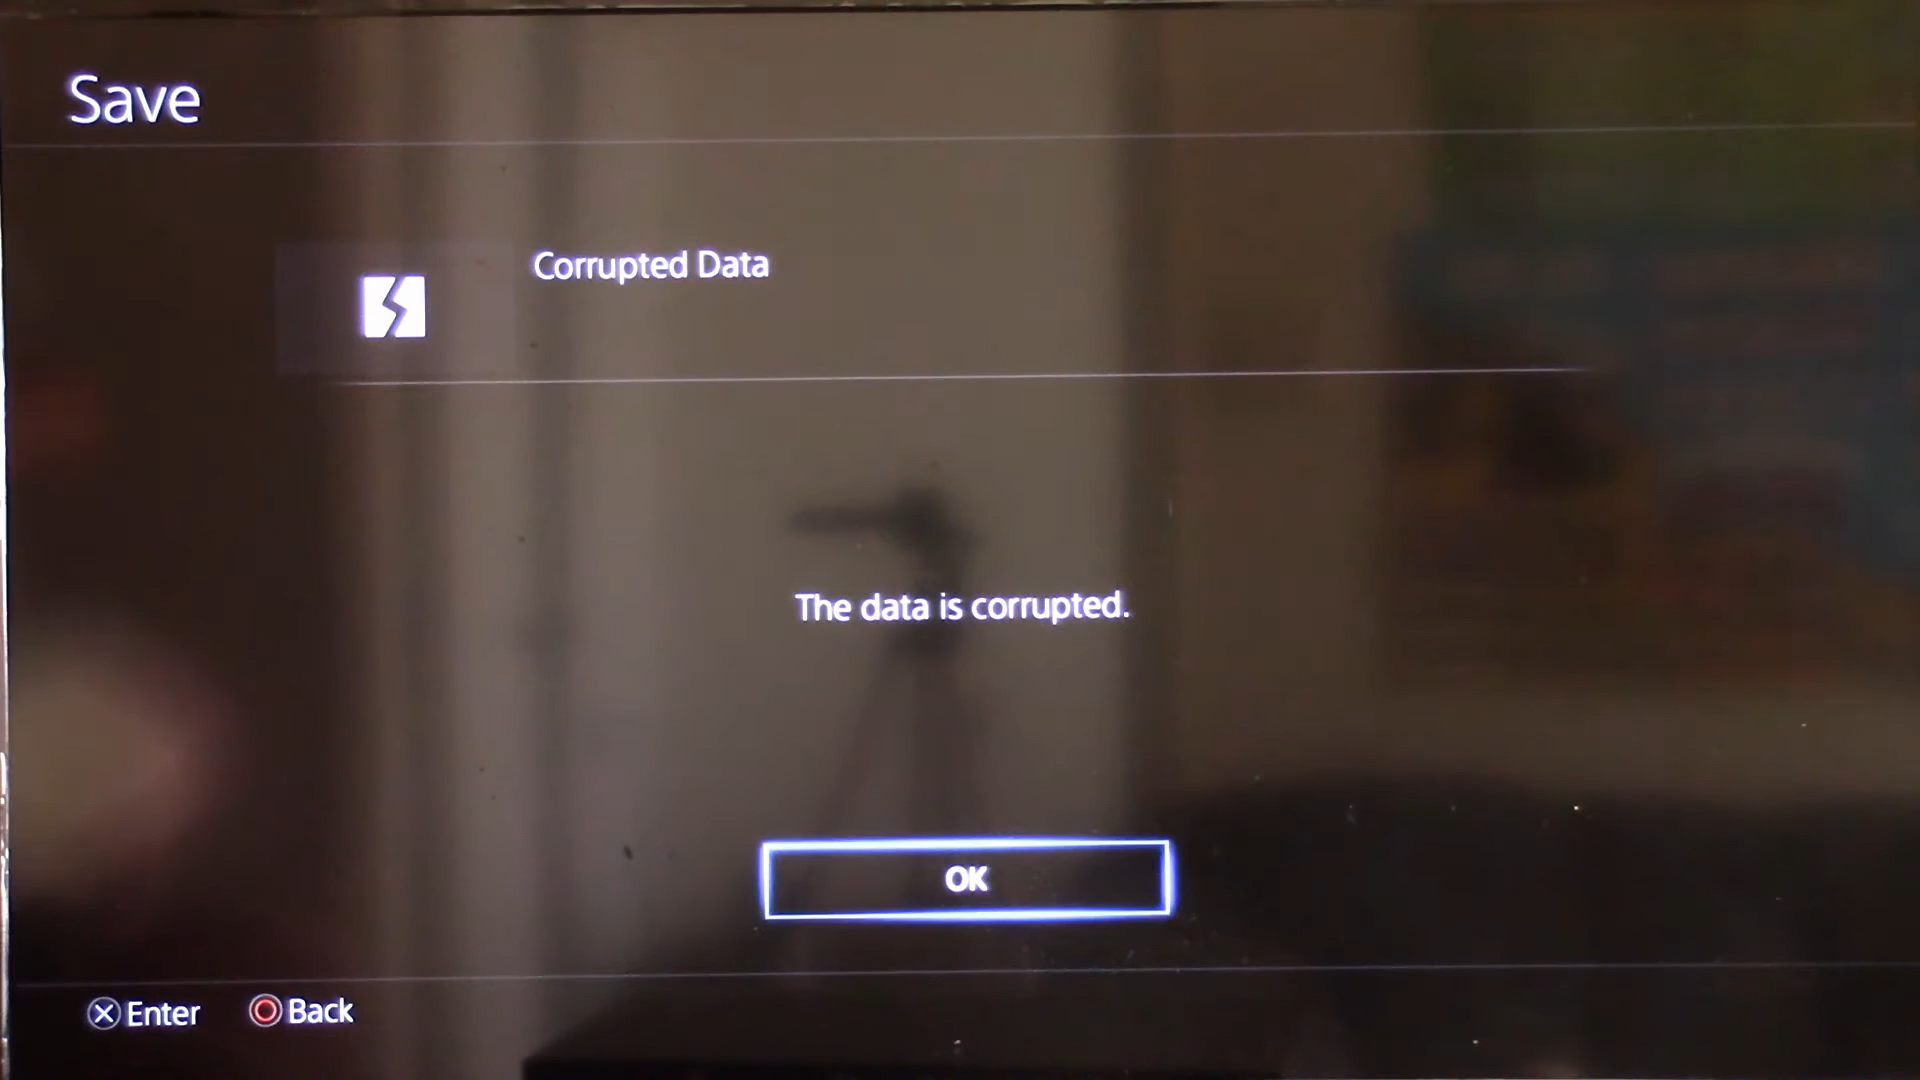 Save
Corrupted Data
The data is corrupted.
OK
Enter Back